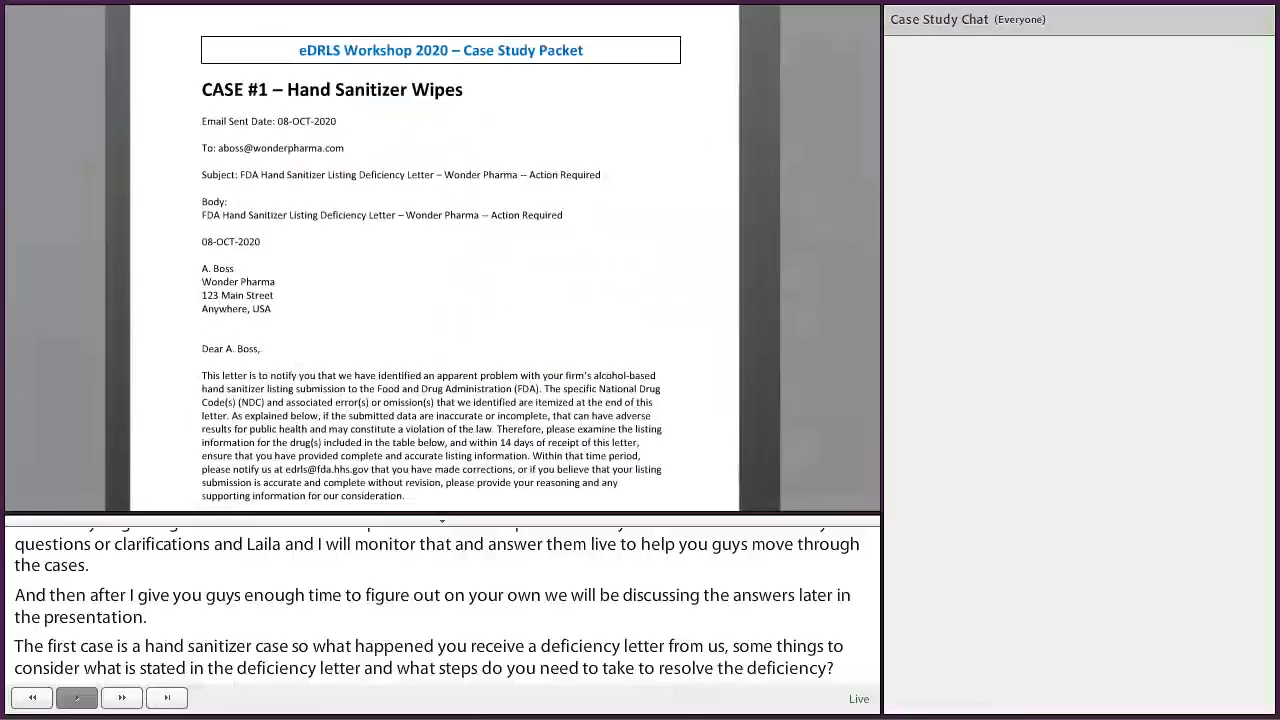 eDRLS Workshop 2020 – Case Study Packet
CASE #1 – Hand Sanitizer Wipes
Email Sent Date: 08-OCT-2020
To: aboss@wonderpharma.com
Subject: FDA Hand Sanitizer Listing Deficiency Letter – Wonder Pharma -- Action Required
Body:
FDA Hand Sanitizer Listing Deficiency Letter – Wonder Pharma -- Action Required
08-OCT-2020
A. Boss
Wonder Pharma
123 Main Street
Anywhere, USA
Dear A. Boss,
This letter is to notify you that we have identified an apparent problem with your firm's alcohol-based
hand sanitizer listing submission to the Food and Drug Administration (FDA). The specific National Drug
Code(s) (NDC) and associated error(s) or omission(s) that we identified are itemized at the end of this
letter. As explained below, if the submitted data are inaccurate or incomplete, that can have adverse
results for public health and may constitute a violation of the law. Therefore, please examine the listing
information for the drug(s) included in the table below, and within 14 days of receipt of this letter,
ensure that you have provided complete and accurate listing information. Within that time period,
please notify us at edrls@fda.hhs.gov that you have made corrections, or if you believe that your listing
submission is accurate and complete without revision, please provide your reasoning and any
supporting information for our consideration.
questions or clarifications and Laila and I will monitor that and answer them live to help you guys move through
the cases.
And then after I give you guys enough time to figure out on your own we will be discussing the answers later in
the presentation.
The first case is a hand sanitizer case so what happened you receive a deficiency letter from us, some things to
consider what is stated in the deficiency letter and what steps do you need to take to resolve the deficiency?
Live
Case Study Chat (Everyone)